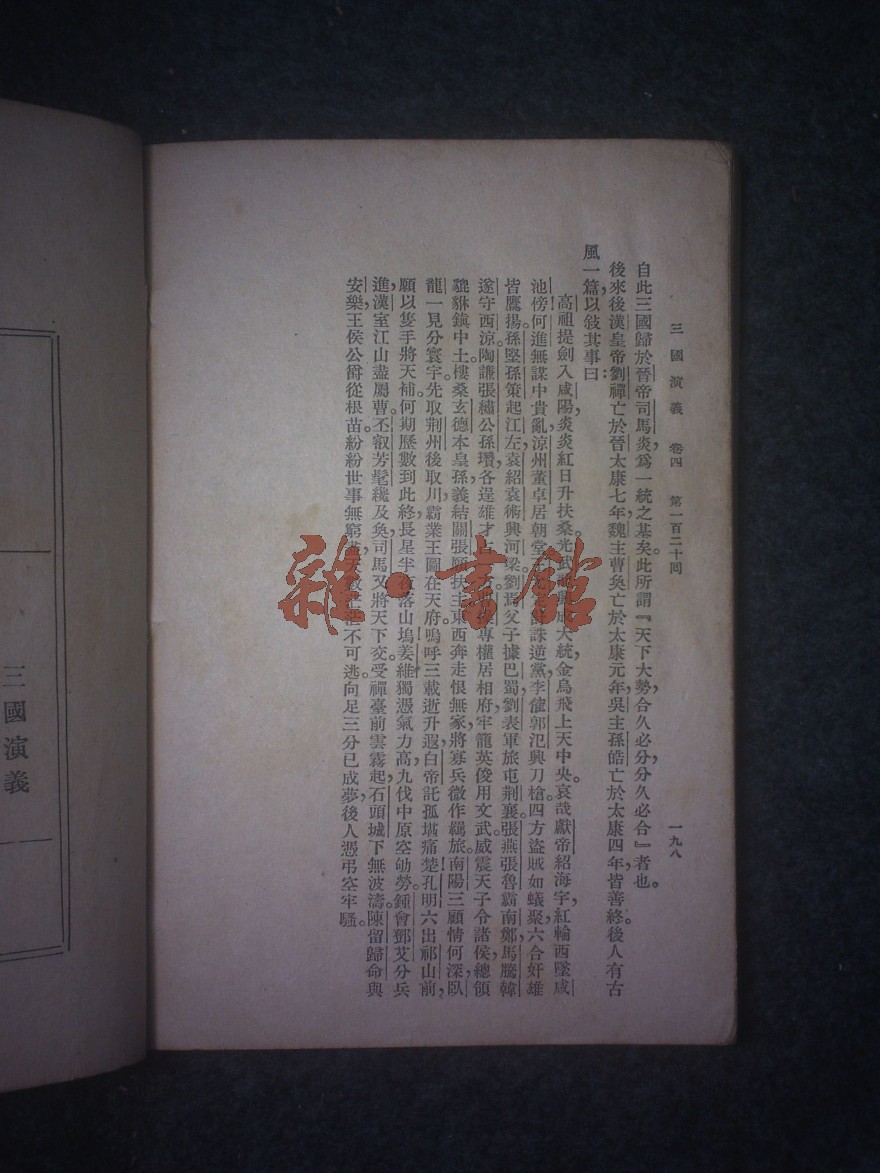 三國演義 卷四 第一百二十回 一九八
自此三國歸於晉帝司馬炎,爲一統之基矣。此所謂『天下大勢,合久必分,分久必合』者也。
後來後漢皇帝劉禪亡於晉太康七年,魏主曹奐亡於太康元年,吳主孫皓亡於太康四年,皆善終。後人有古
風一篇,以敍其事曰:
高祖提劍入咸陽,炎炎紅日升扶桑。光武 成大統,金烏飛上天中央。哀哉獻帝紹海宇,紅輪西墜咸
池傍何進無謀中貴亂,涼州董卓居朝堂。王 誅逆黨,李傕郭汜興刀槍。四方盜賊如蟻聚,六合奸雄
皆鷹揚。孫堅孫策起江左,袁紹袁術興河梁。劉焉父子據巴蜀,劉表軍旅屯荆襄。張燕張魯霸南鄭,馬騰韓
遂守西涼。陶謙張繡公孫瓚,各逞雄才占 專權居相府,牢籠英俊用文武。威震天子令諸侯,總領
貔貅鎮中土。樓桑玄德本皇孫,義結關張願扶主。東西奔走恨無家,將寡兵微作羈旅。南陽三顧情何深,臥
龍一見分寰宇。先取荆州後取川,霸業王圖在天府。嗚呼三載逝升遐,白帝託孤堪痛楚。孔明六出祁山前,
願以隻手將天補。何期歷數到此終,長星半夜落山塢。姜維獨憑氣力高,九伐中原空劬勞。鍾會鄧艾分兵
進,漢室江山盡屬曹。丕叡芳髦纔及奐,司馬又將天下交。受禪臺前雲霧起,石頭城下無波濤。陳留歸命與
安樂,王侯公爵從根苗。紛紛世事無窮盡,天數茫茫不可逃。向足三分已成夢,後人憑弔空牢騷。
三國演義
雜·書館